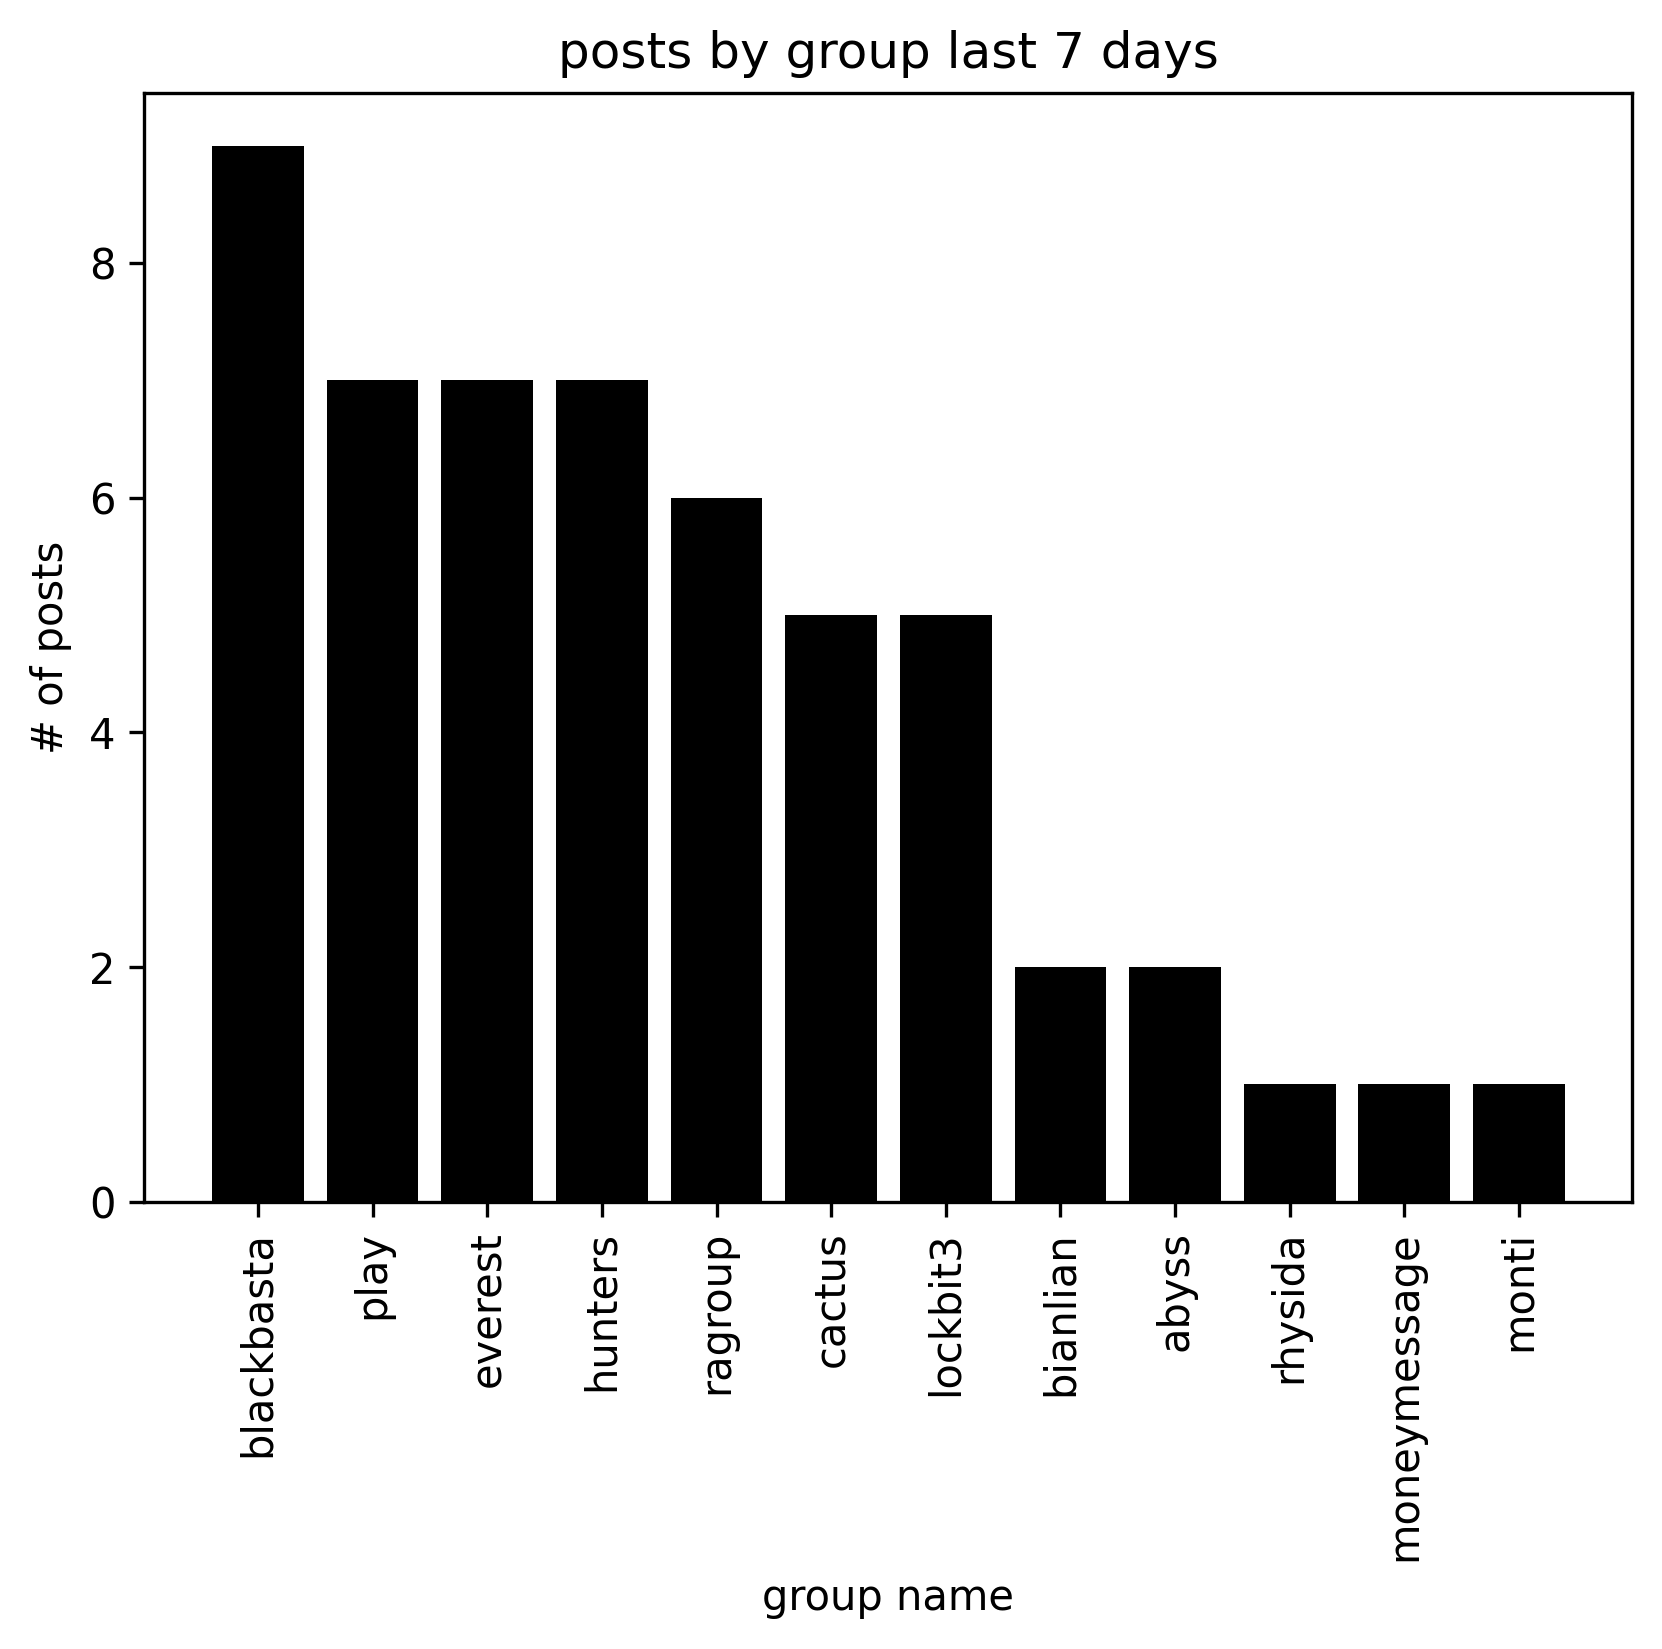 posts by group last 7 days
# of posts
8
6
4
2
0
blackbasta
play
everest
hunters
ragroup
cactus
lockbit3
bianlian
abyss
rhysida
moneymessage
monti
group name